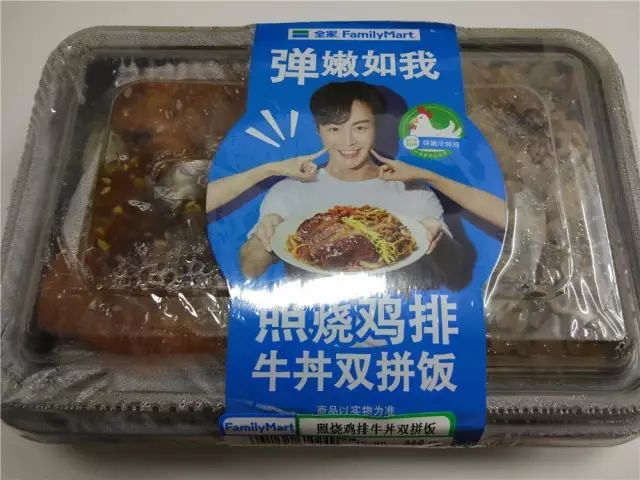 全家 FamilyMart
弹嫩如我
弹嫩冷鲜鸡
照烧鸡排
牛丼双拼饭
商品以实物为准
FamilyMart
照烧鸡排牛丼双拼饭